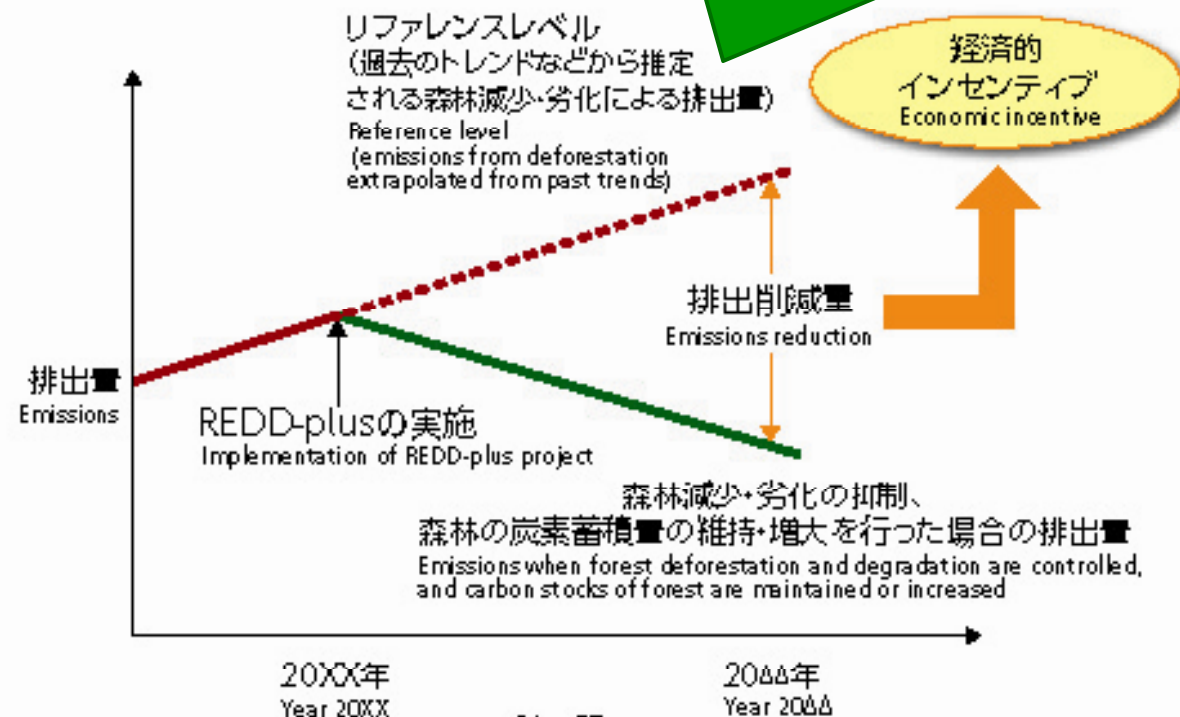 リファレンスレベル
(過去のトレンドなどから推定
される森林減少・劣化による排出量)
Reference level
(emissions from deforestation
extrapolated from past trends)
経済的
インセンティブ
Economic incentive
排出削減量
Emissions reduction
排出量
Emissions
REDD-plusの実施
Implementation of REDD-plus project
森林減少・劣化の抑制、
森林の炭素蓄積量の維持・増大を行った場合の排出量
Emissions when forest deforestation and degradation are controlled,
and carbon stocks of forest are maintained or increased
20XX年
Year 20XX
20ΔΔ年
Year 20ΔΔ